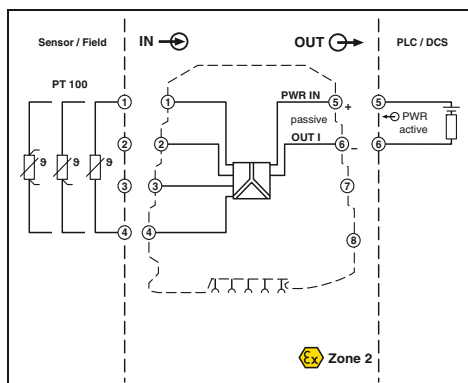 Sensor / Field
IN
OUT
PLC / DCS
PT 100
1
1
PWR IN
5
+
5
passive
PWR
active
ϑ
ϑ
ϑ
2
2
OUT I
6
–
6
3
3
7
4
4
8
εx Zone 2